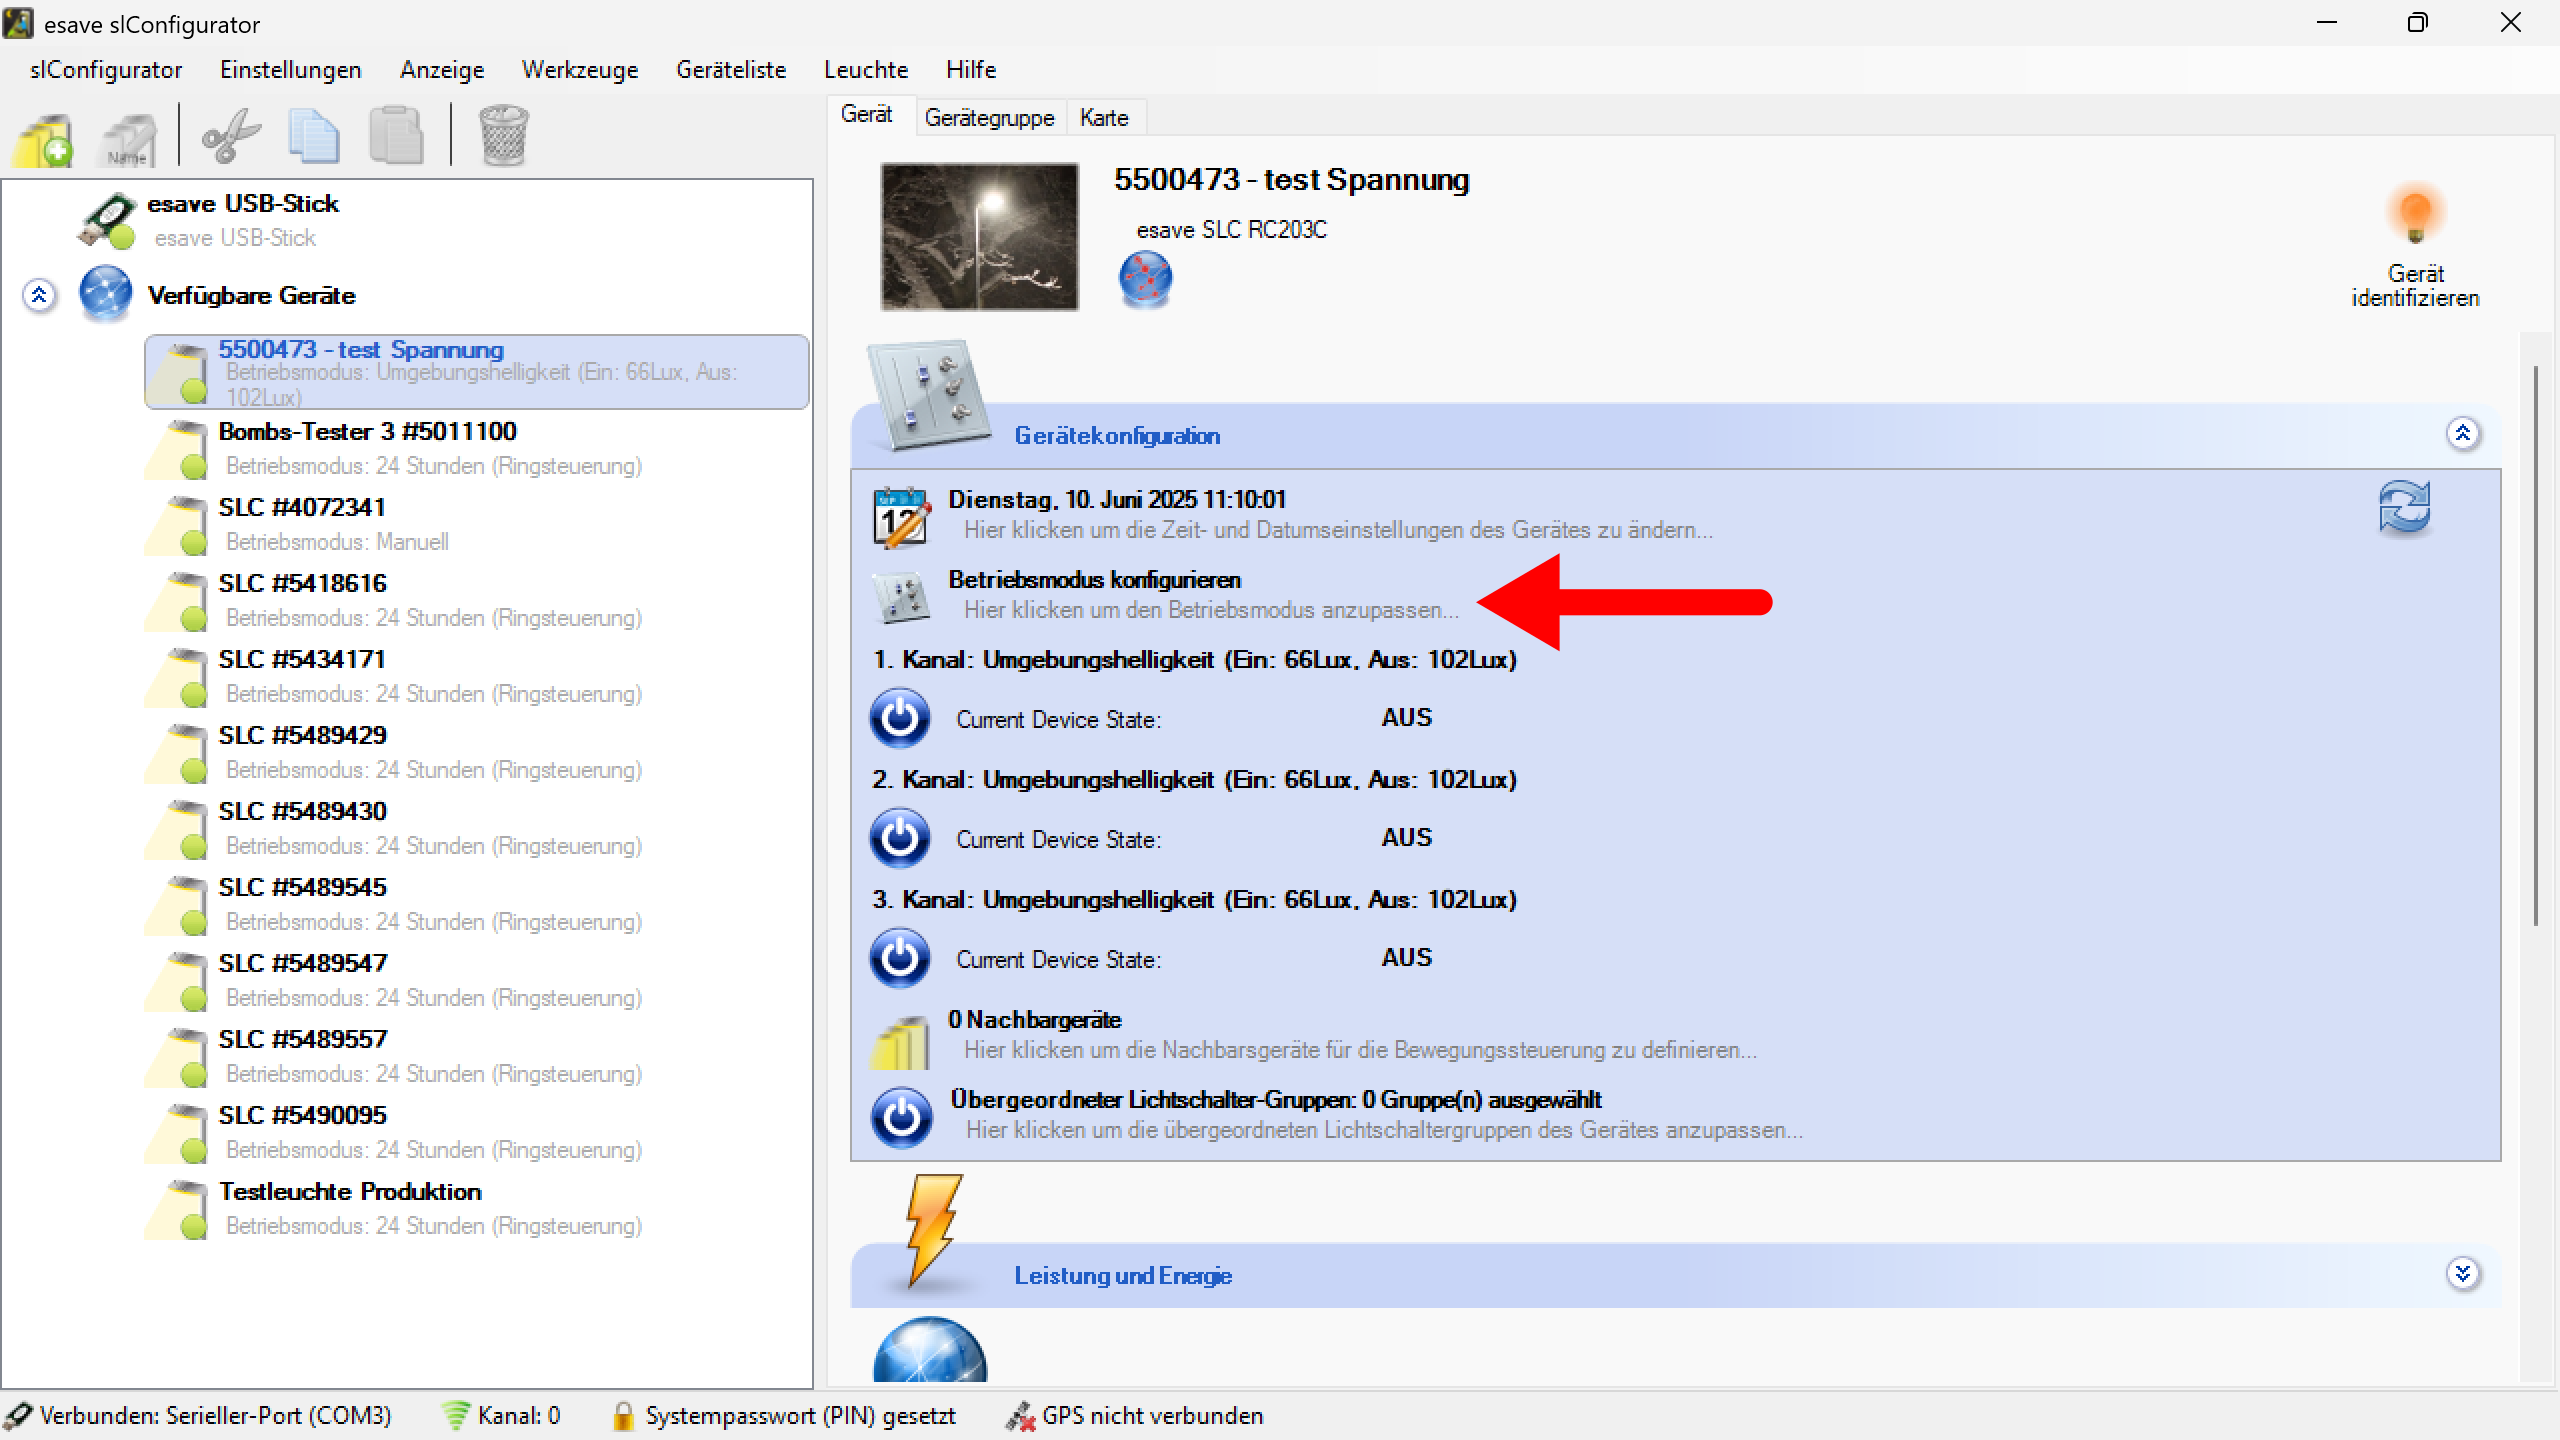 esave slConfigurator
slConfigurator Einstellungen Anzeige Werkzeuge Geräteliste Leuchte Hilfe
Name
esave USB-Stick
esave USB-Stick
Verfügbare Geräte
5500473 - test Spannung
Betriebsmodus: Umgebungshelligkeit (Ein: 66Lux, Aus:
102Lux)
Bombs-Tester 3 #5011100
Betriebsmodus: 24 Stunden (Ringsteuerung)
SLC #4072341
Betriebsmodus: Manuell
SLC #5418616
Betriebsmodus: 24 Stunden (Ringsteuerung)
SLC #5434171
Betriebsmodus: 24 Stunden (Ringsteuerung)
SLC #5489429
Betriebsmodus: 24 Stunden (Ringsteuerung)
SLC #5489430
Betriebsmodus: 24 Stunden (Ringsteuerung)
SLC #5489545
Betriebsmodus: 24 Stunden (Ringsteuerung)
SLC #5489547
Betriebsmodus: 24 Stunden (Ringsteuerung)
SLC #5489557
Betriebsmodus: 24 Stunden (Ringsteuerung)
SLC #5490095
Betriebsmodus: 24 Stunden (Ringsteuerung)
Testleuchte Produktion
Betriebsmodus: 24 Stunden (Ringsteuerung)
Gerät Gerätegruppe Karte
5500473 - test Spannung
esave SLC RC203C
Gerät
identifizieren
Gerätekonfiguration
SEP
12
Dienstag, 10. Juni 2025 11:10:01
Hier klicken um die Zeit- und Datumseinstellungen des Gerätes zu ändern...
Betriebsmodus konfigurieren
Hier klicken um den Betriebsmodus anzupassen...
1. Kanal: Umgebungshelligkeit (Ein: 66Lux, Aus: 102Lux)
Current Device State: AUS
2. Kanal: Umgebungshelligkeit (Ein: 66Lux, Aus: 102Lux)
Current Device State: AUS
3. Kanal: Umgebungshelligkeit (Ein: 66Lux, Aus: 102Lux)
Current Device State: AUS
0 Nachbargeräte
Hier klicken um die Nachbarsgeräte für die Bewegungssteuerung zu definieren...
Übergeordneter Lichtschalter-Gruppen: 0 Gruppe(n) ausgewählt
Hier klicken um die übergeordneten Lichtschaltergruppen des Gerätes anzupassen...
Leistung und Energie
Verbunden: Serieller-Port (COM3) Kanal: 0 Systempasswort (PIN) gesetzt GPS nicht verbunden